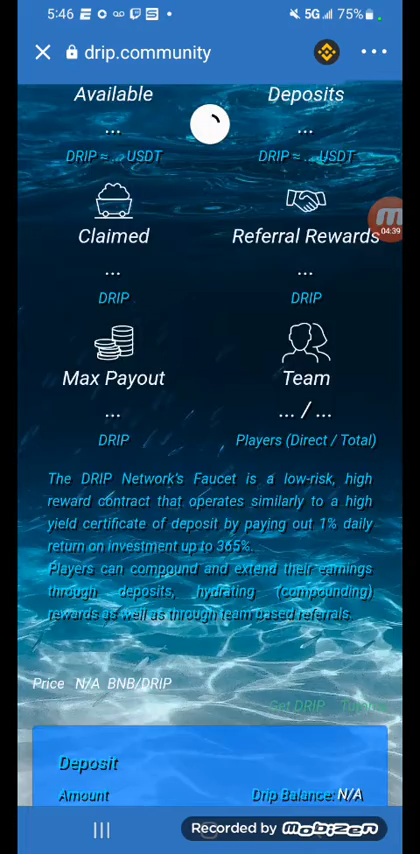 5:46
5G 75%
drip.community
Available Deposits
... ...
DRIP ≈ ... USDT DRIP ≈ ... USDT
Claimed Referral Rewards
04:39
... ...
DRIP DRIP
Max Payout Team
... ... / ...
DRIP Players (Direct / Total)
The DRIP Network's Faucet is a low-risk, high
reward contract that operates similarly to a high
yield certificate of deposit by paying out 1% daily
return on investment up to 365%.
Players can compound and extend their earnings
through deposits, hydrating (compounding)
rewards as well as through team based referrals.
Price N/A BNB/DRIP
Get DRIP
Deposit
Amount Drip Balance: N/A
Recorded by mobizen